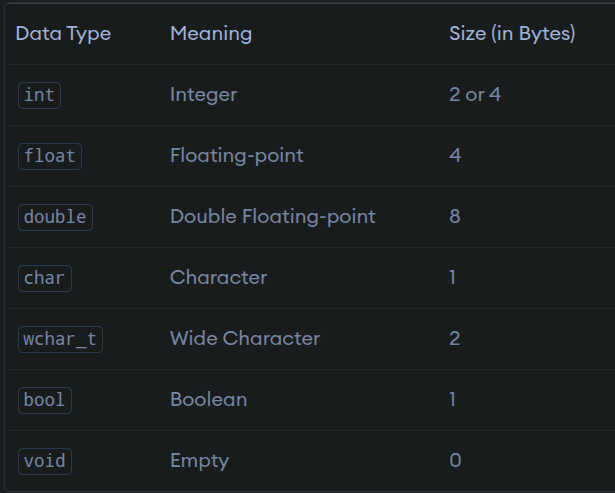 Data Type Meaning Size (in Bytes)
int Integer 2 or 4
float Floating-point 4
double Double Floating-point 8
char Character 1
wchar_t Wide Character 2
bool Boolean 1
void Empty 0